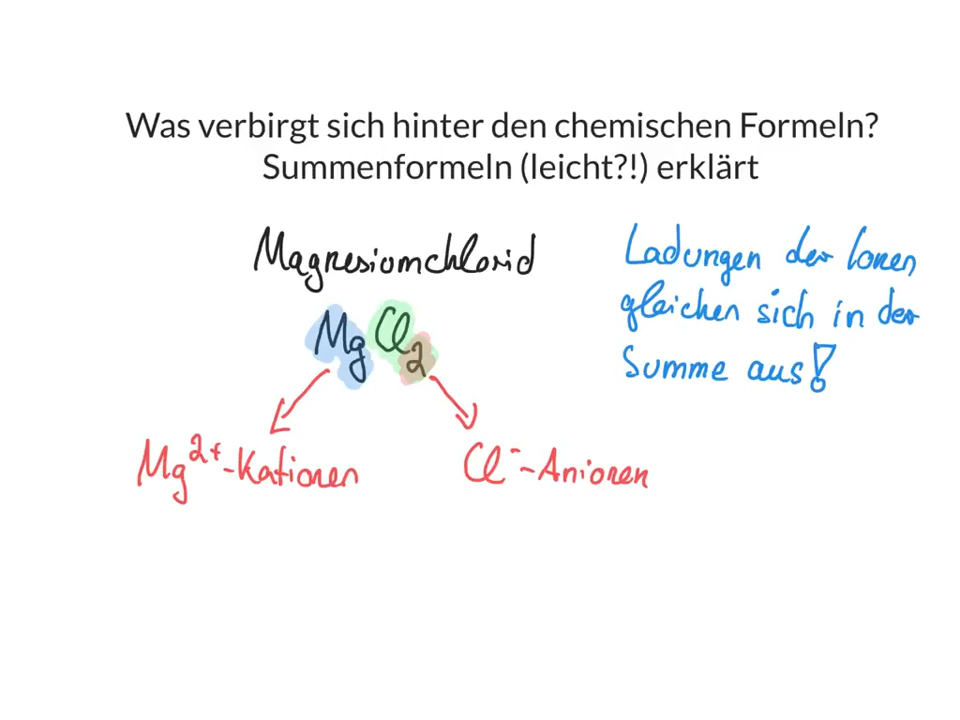 Was verbirgt sich hinter den chemischen Formeln?
Summenformeln (leicht?!) erklärt
Magnesiumchlorid
MgCl₂
Mg²⁺-Kationen
Cl⁻-Anionen
Ladungen der Ionen
gleichen sich in der
Summe aus!